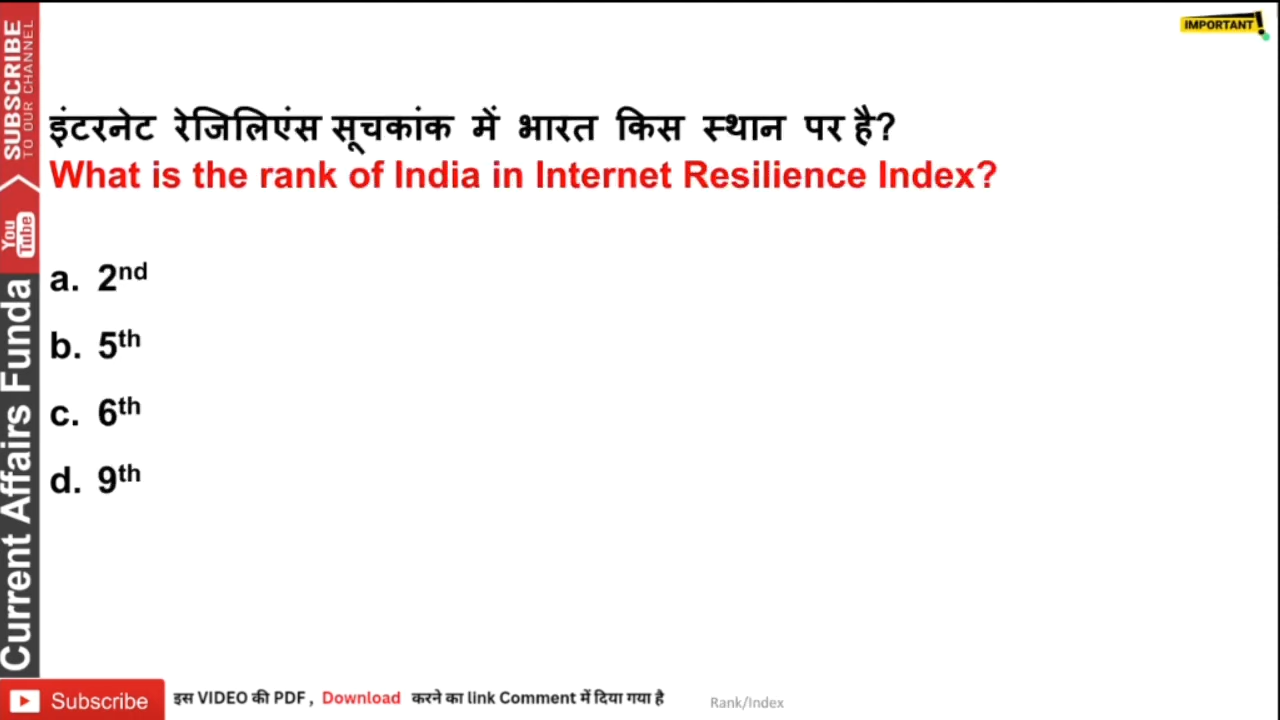 IMPORTANT!
इंटरनेट रेजिलिएंस सूचकांक में भारत किस स्थान पर है?
What is the rank of India in Internet Resilience Index?
a. 2nd
b. 5th
c. 6th
d. 9th
SUBSCRIBE
TO OUR CHANNEL
You
Tube
Current Affairs Funda
Subscribe
इस VIDEO की PDF , Download करने का link Comment में दिया गया है
Rank/Index